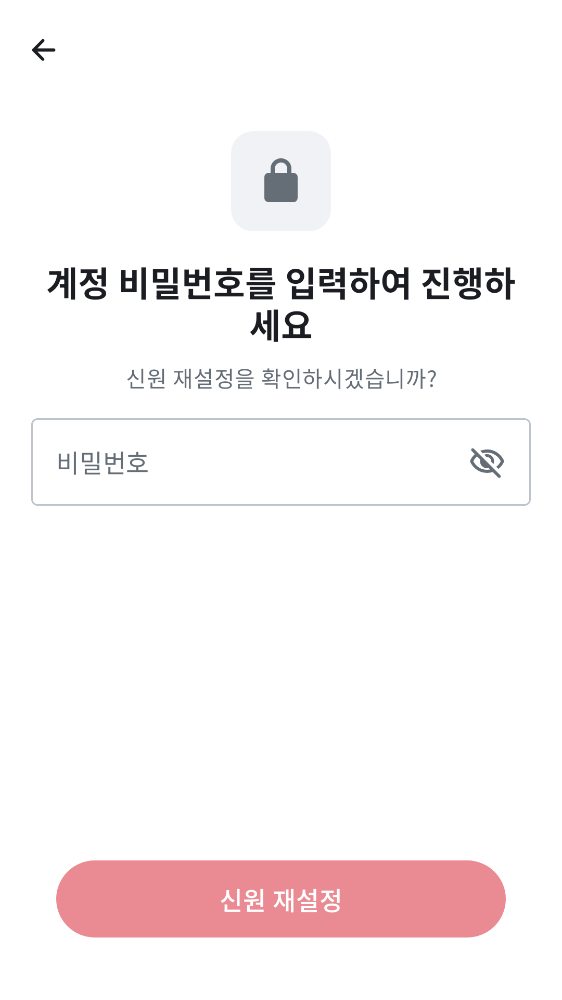 계정 비밀번호를 입력하여 진행하
세요
신원 재설정을 확인하시겠습니까?
비밀번호
신원 재설정